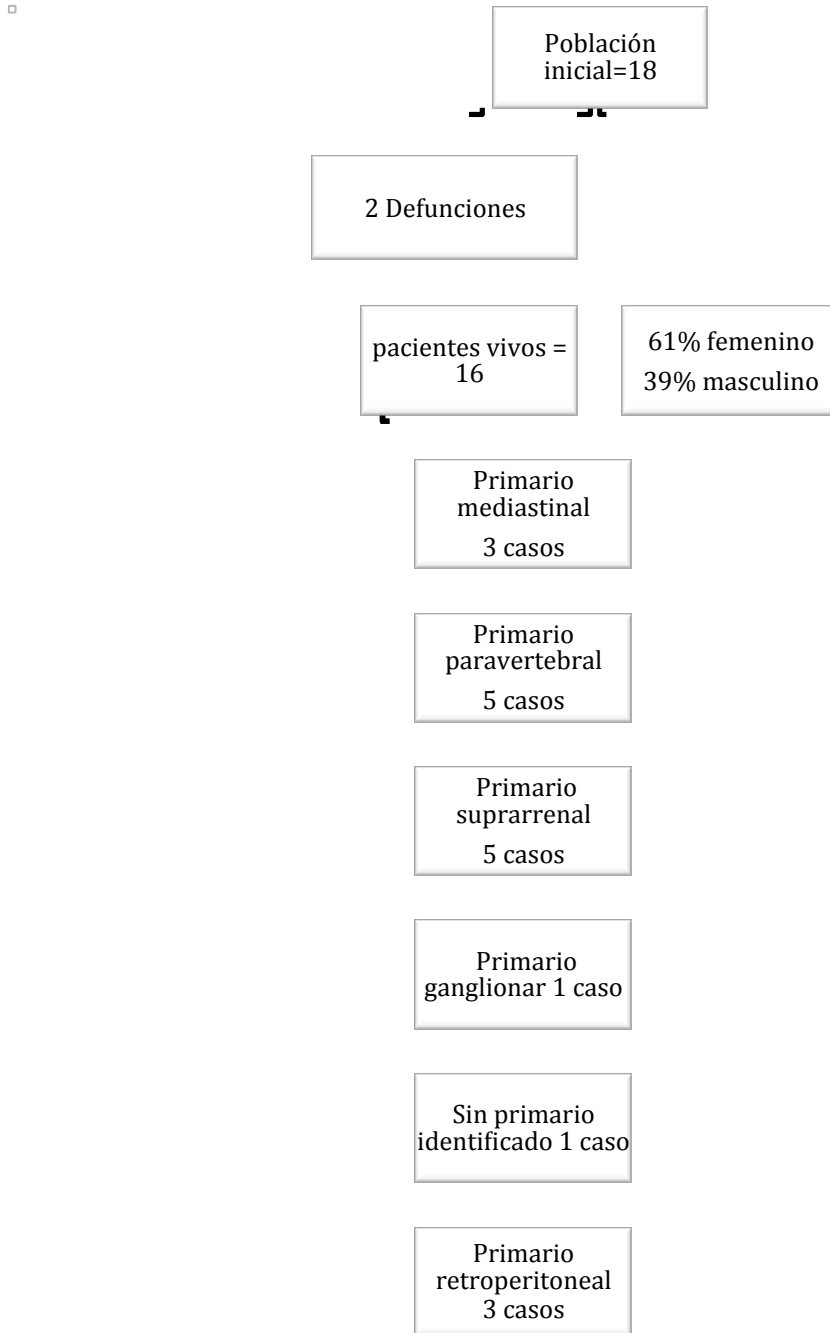 Población
inicial=18
2 Defunciones
pacientes vivos =
16
61% femenino
39% masculino
Primario
mediastinal
3 casos
Primario
paravertebral
5 casos
Primario
suprarrenal
5 casos
Primario
ganglionar 1 caso
Sin primario
identificado 1 caso
Primario
retroperitoneal
3 casos